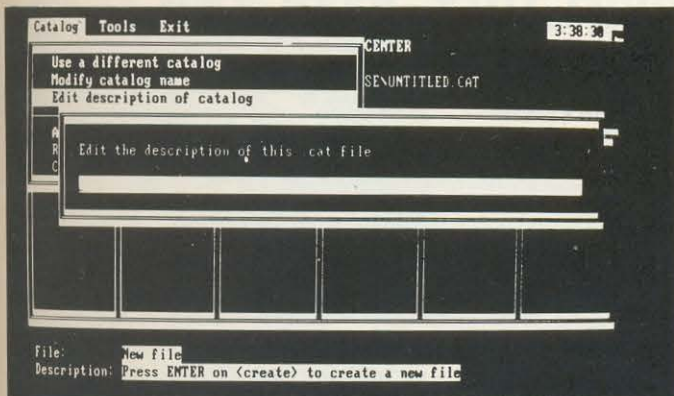 Catalog Tools Exit 3:38:30
CENTER
Use a different catalog
Modify catalog name
SE\UNTITLED.CAT
Edit description of catalog
A
R
C
Edit the description of this .cat file
File: New file
Description: Press ENTER on <create> to create a new file